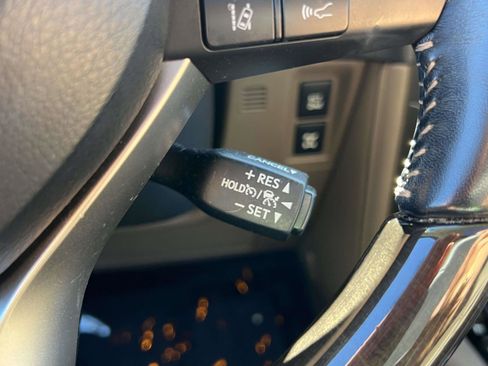 CANCEL
+ RES
HOLD /
− SET